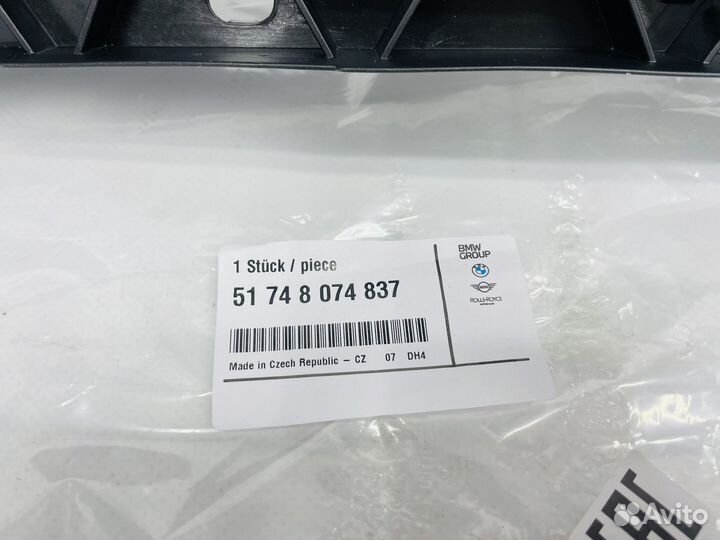 1 Stück / piece
51 74 8 074 837
Made in Czech Republic – CZ 07 DH4
BMW
GROUP
MINI
ROLLS-ROYCE
Avito